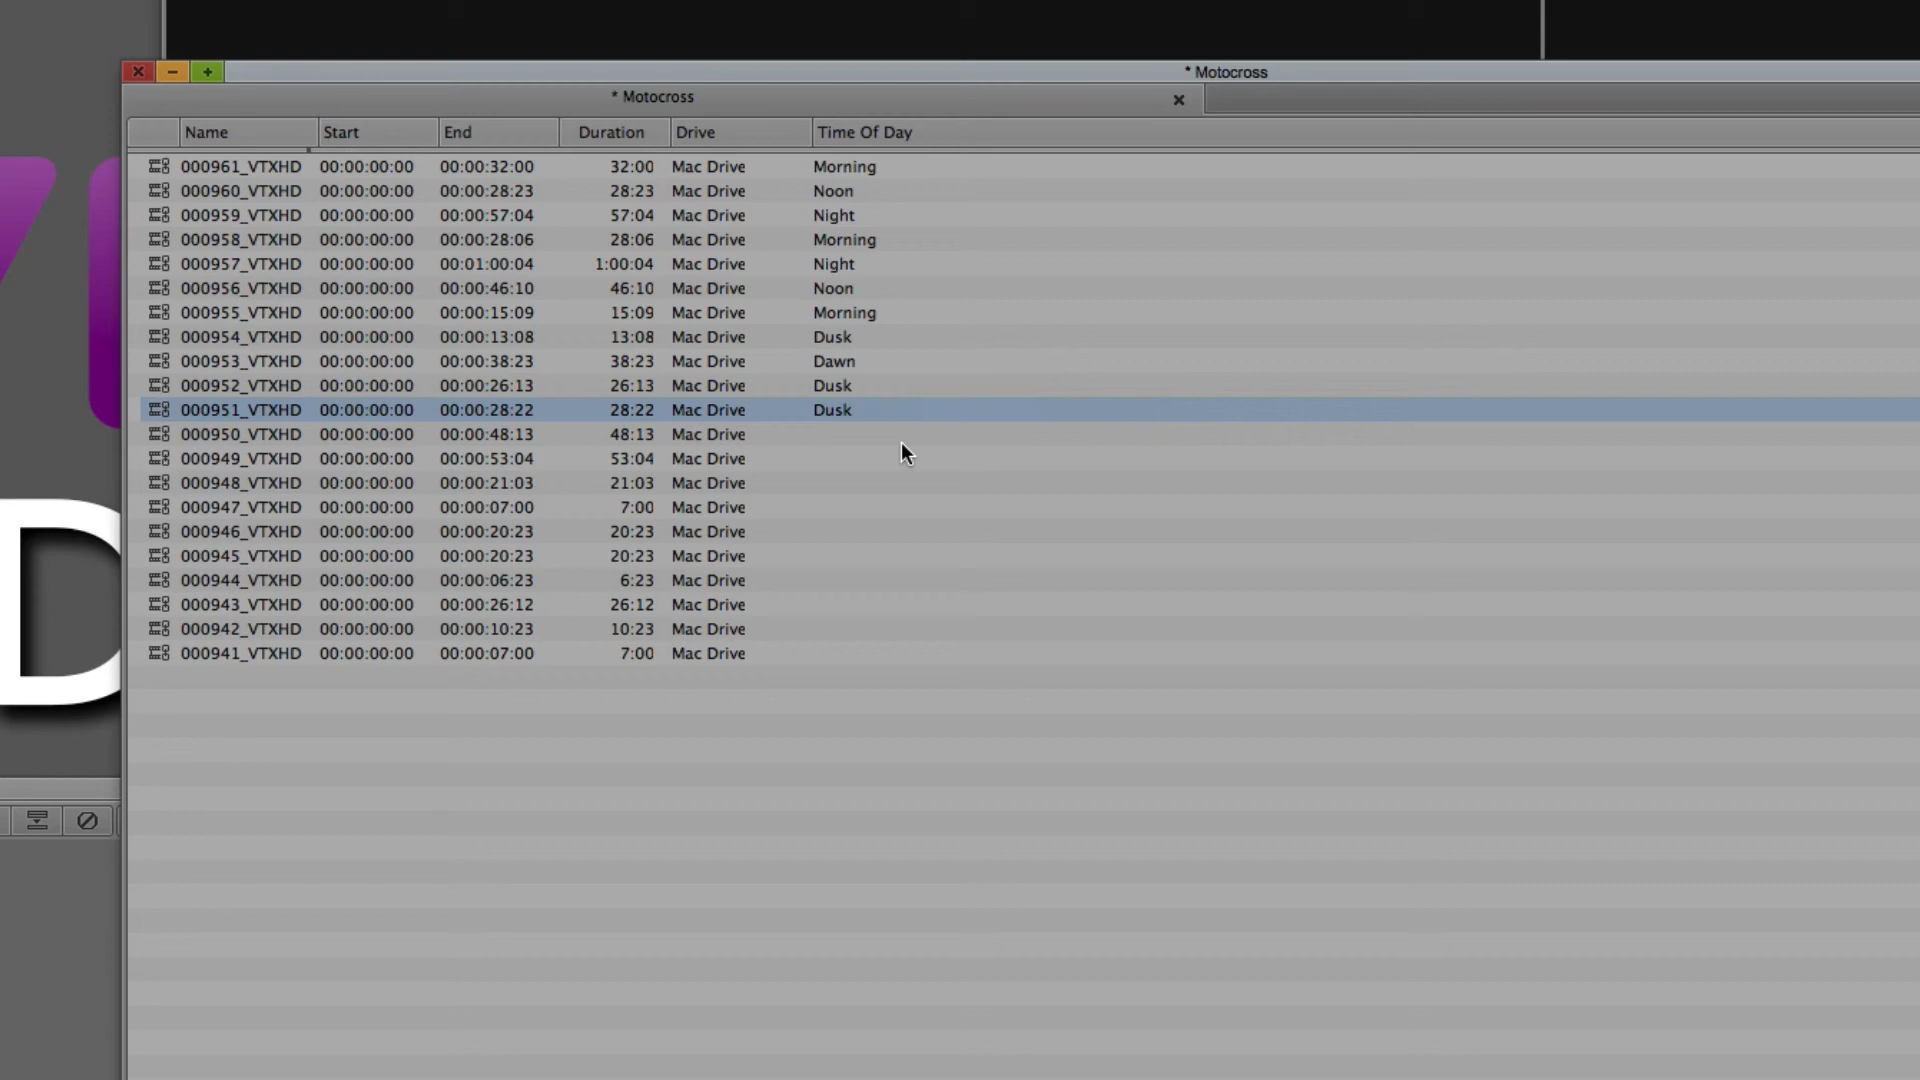 * Motocross
* Motocross
Name Start End Duration Drive Time Of Day
000961_VTXHD 00:00:00:00 00:00:32:00 32:00 Mac Drive Morning
000960_VTXHD 00:00:00:00 00:00:28:23 28:23 Mac Drive Noon
000959_VTXHD 00:00:00:00 00:00:57:04 57:04 Mac Drive Night
000958_VTXHD 00:00:00:00 00:00:28:06 28:06 Mac Drive Morning
000957_VTXHD 00:00:00:00 00:01:00:04 1:00:04 Mac Drive Night
000956_VTXHD 00:00:00:00 00:00:46:10 46:10 Mac Drive Noon
000955_VTXHD 00:00:00:00 00:00:15:09 15:09 Mac Drive Morning
000954_VTXHD 00:00:00:00 00:00:13:08 13:08 Mac Drive Dusk
000953_VTXHD 00:00:00:00 00:00:38:23 38:23 Mac Drive Dawn
000952_VTXHD 00:00:00:00 00:00:26:13 26:13 Mac Drive Dusk
000951_VTXHD 00:00:00:00 00:00:28:22 28:22 Mac Drive Dusk
000950_VTXHD 00:00:00:00 00:00:48:13 48:13 Mac Drive
000949_VTXHD 00:00:00:00 00:00:53:04 53:04 Mac Drive
000948_VTXHD 00:00:00:00 00:00:21:03 21:03 Mac Drive
000947_VTXHD 00:00:00:00 00:00:07:00 7:00 Mac Drive
000946_VTXHD 00:00:00:00 00:00:20:23 20:23 Mac Drive
000945_VTXHD 00:00:00:00 00:00:20:23 20:23 Mac Drive
000944_VTXHD 00:00:00:00 00:00:06:23 6:23 Mac Drive
000943_VTXHD 00:00:00:00 00:00:26:12 26:12 Mac Drive
000942_VTXHD 00:00:00:00 00:00:10:23 10:23 Mac Drive
000941_VTXHD 00:00:00:00 00:00:07:00 7:00 Mac Drive
D